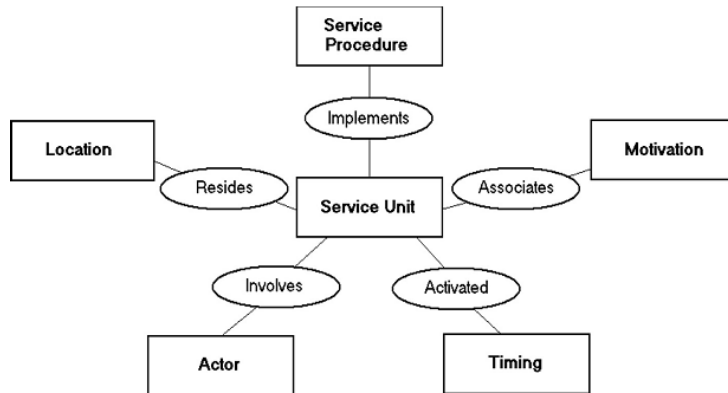 Service
Procedure
Implements
Location
Motivation
Resides
Associates
Service Unit
Involves
Activated
Actor
Timing